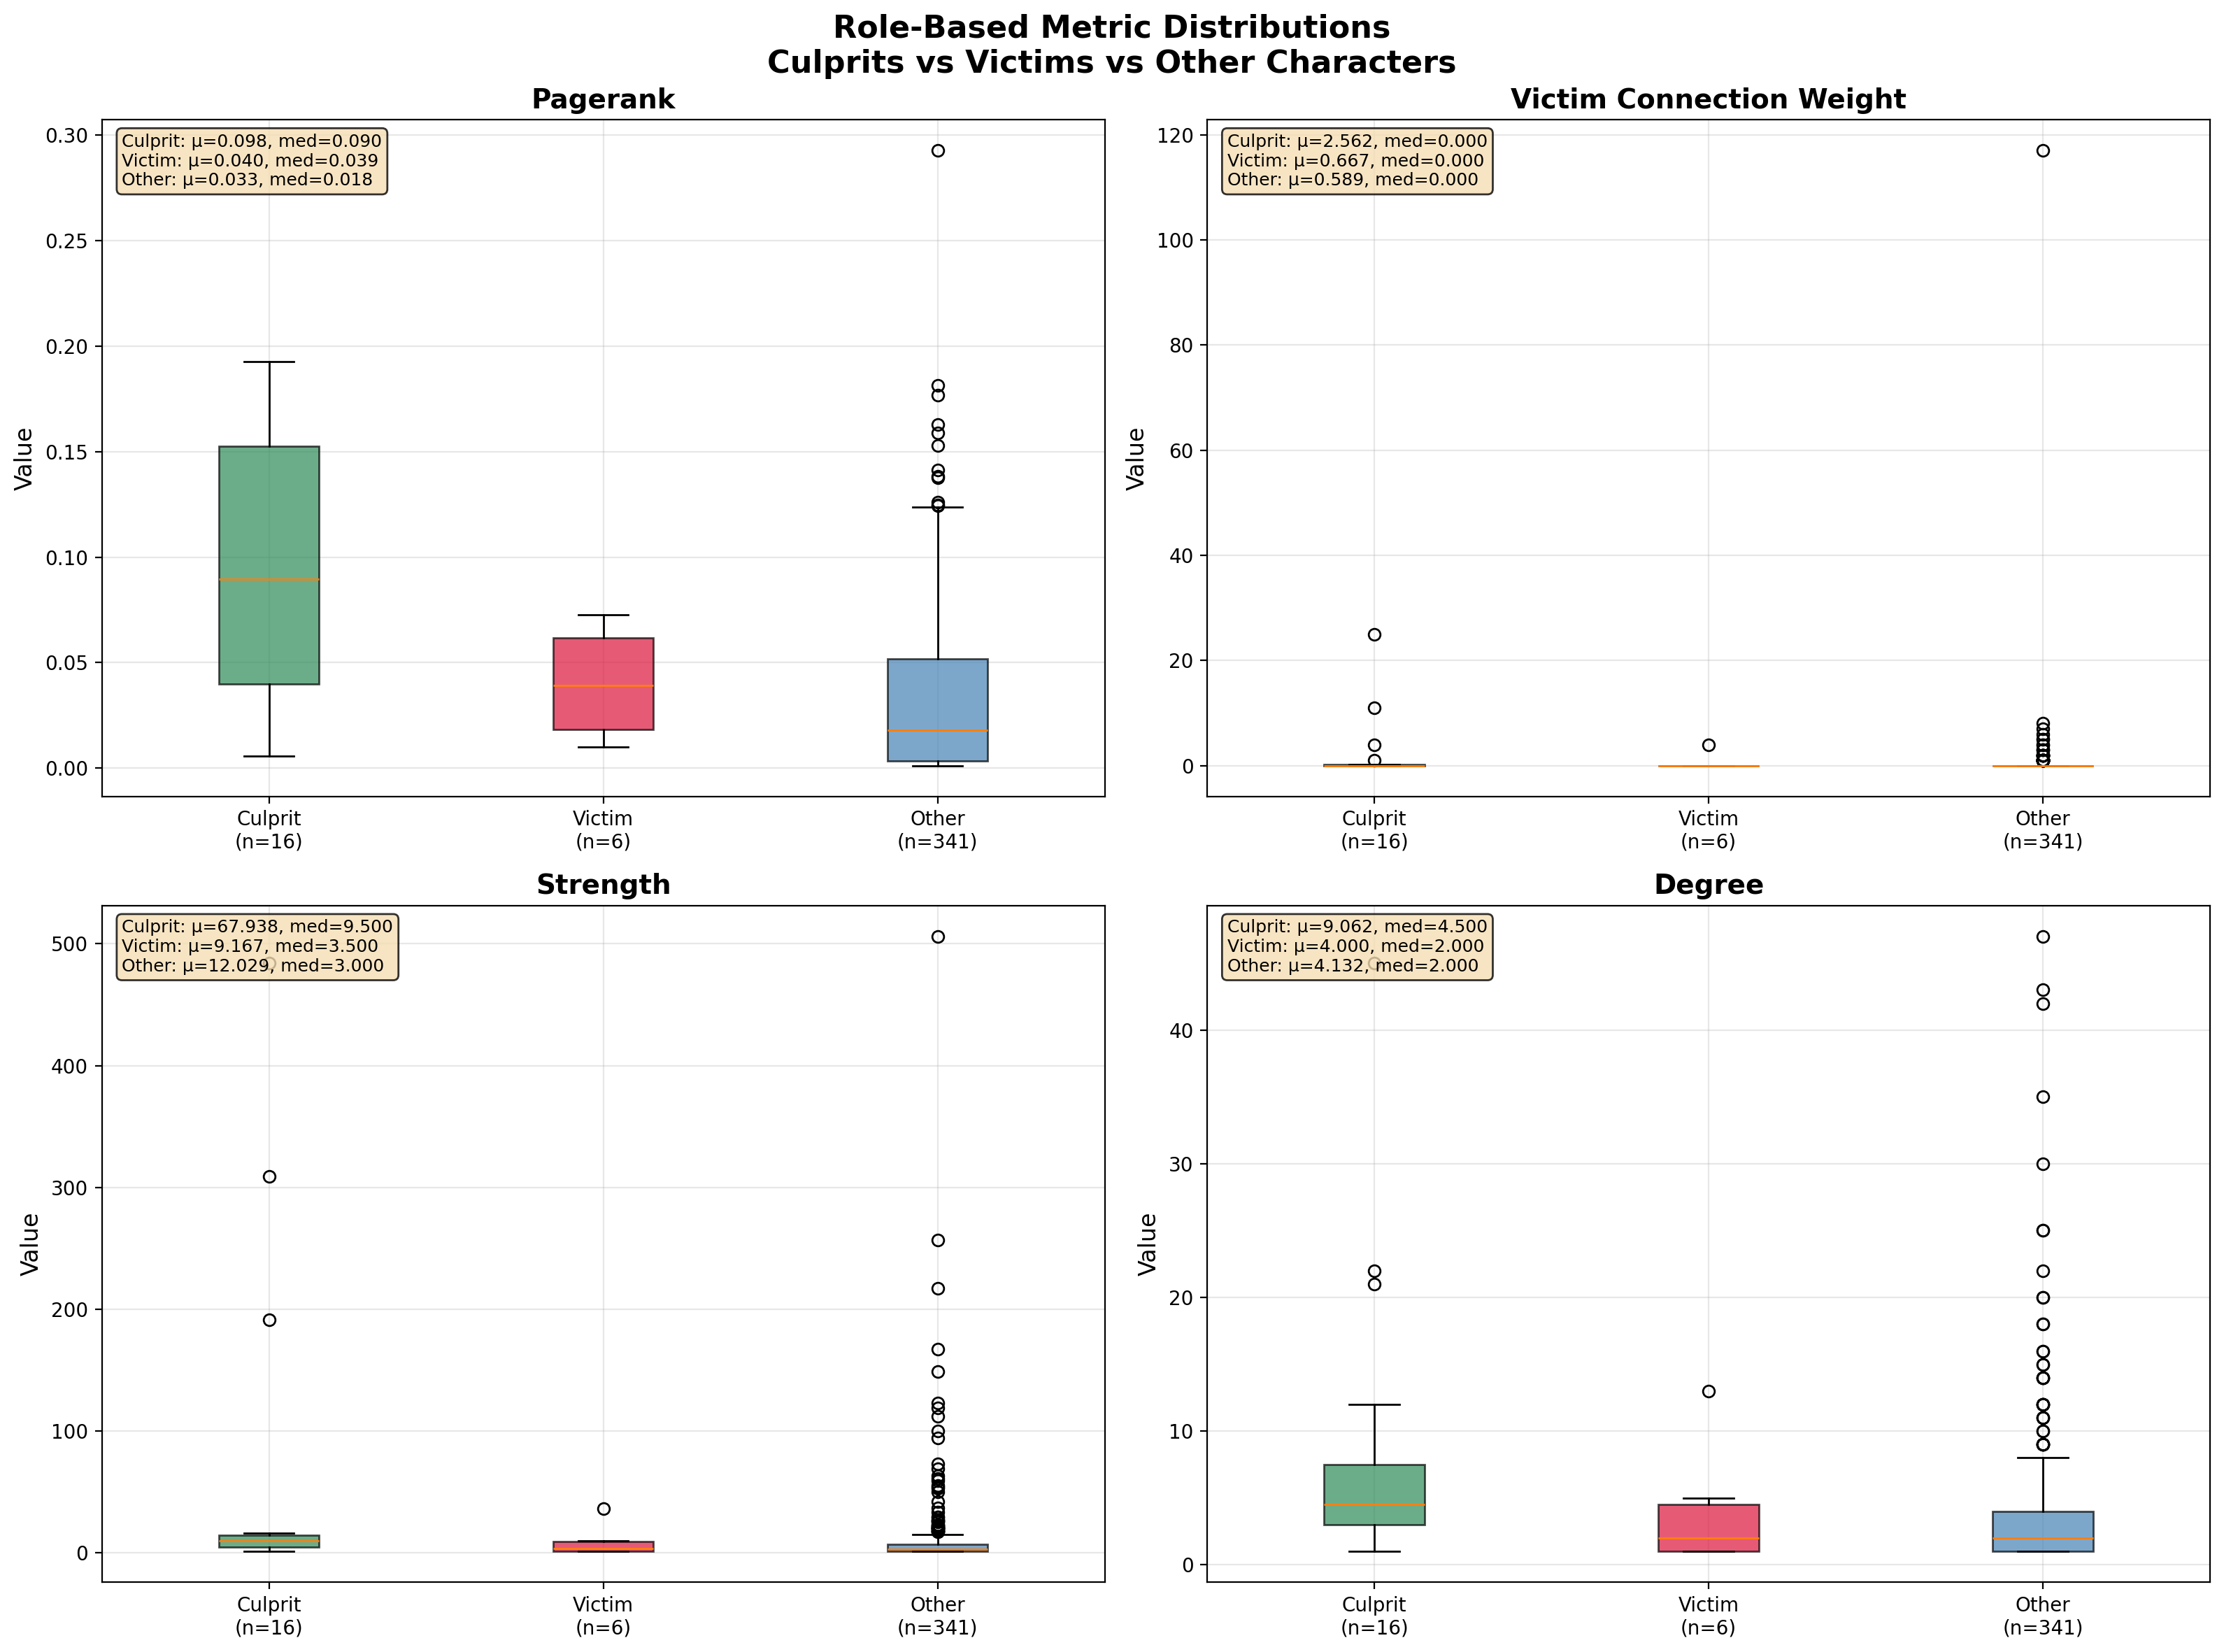 Role-Based Metric Distributions
Culprits vs Victims vs Other Characters
Pagerank
Culprit: μ=0.098, med=0.090
Victim: μ=0.040, med=0.039
Other: μ=0.033, med=0.018
Value
0.30
0.25
0.20
0.15
0.10
0.05
0.00
Culprit
(n=16)
Victim
(n=6)
Other
(n=341)
Victim Connection Weight
Culprit: μ=2.562, med=0.000
Victim: μ=0.667, med=0.000
Other: μ=0.589, med=0.000
Value
120
100
80
60
40
20
0
Culprit
(n=16)
Victim
(n=6)
Other
(n=341)
Strength
Culprit: μ=67.938, med=9.500
Victim: μ=9.167, med=3.500
Other: μ=12.029, med=3.000
Value
500
400
300
200
100
0
Culprit
(n=16)
Victim
(n=6)
Other
(n=341)
Degree
Culprit: μ=9.062, med=4.500
Victim: μ=4.000, med=2.000
Other: μ=4.132, med=2.000
Value
40
30
20
10
0
Culprit
(n=16)
Victim
(n=6)
Other
(n=341)